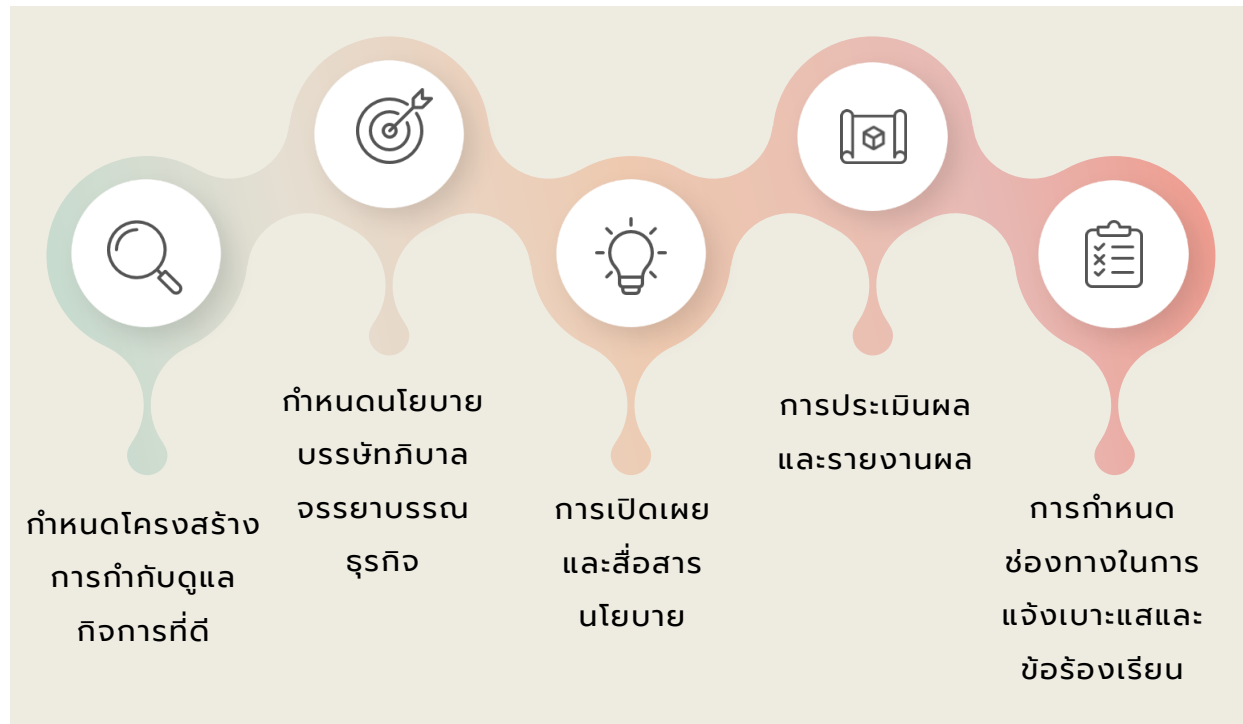 กำหนดโครงสร้าง
การกำกับดูแล
กิจการที่ดี
กำหนดนโยบาย
บรรษัทภิบาล
จรรยาบรรณ
ธุรกิจ
การเปิดเผย
และสื่อสาร
นโยบาย
การประเมินผล
และรายงานผล
การกำหนด
ช่องทางในการ
แจ้งเบาะแสและ
ข้อร้องเรียน